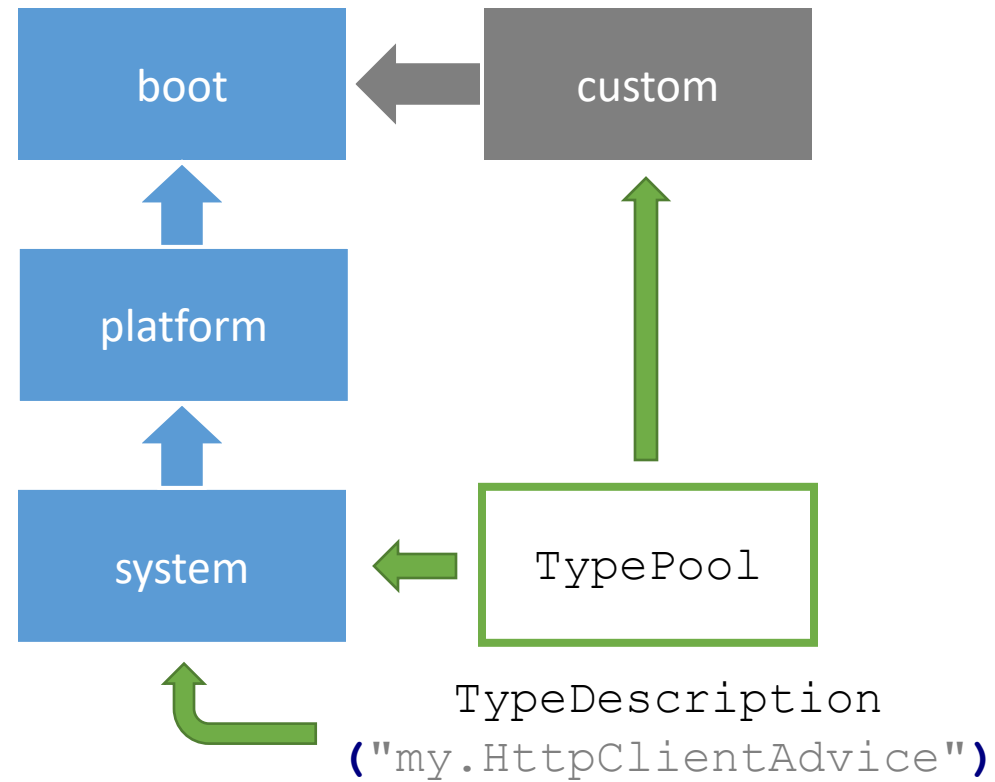 boot
custom
platform
system
TypePool
TypeDescription
("my.HttpClientAdvice")